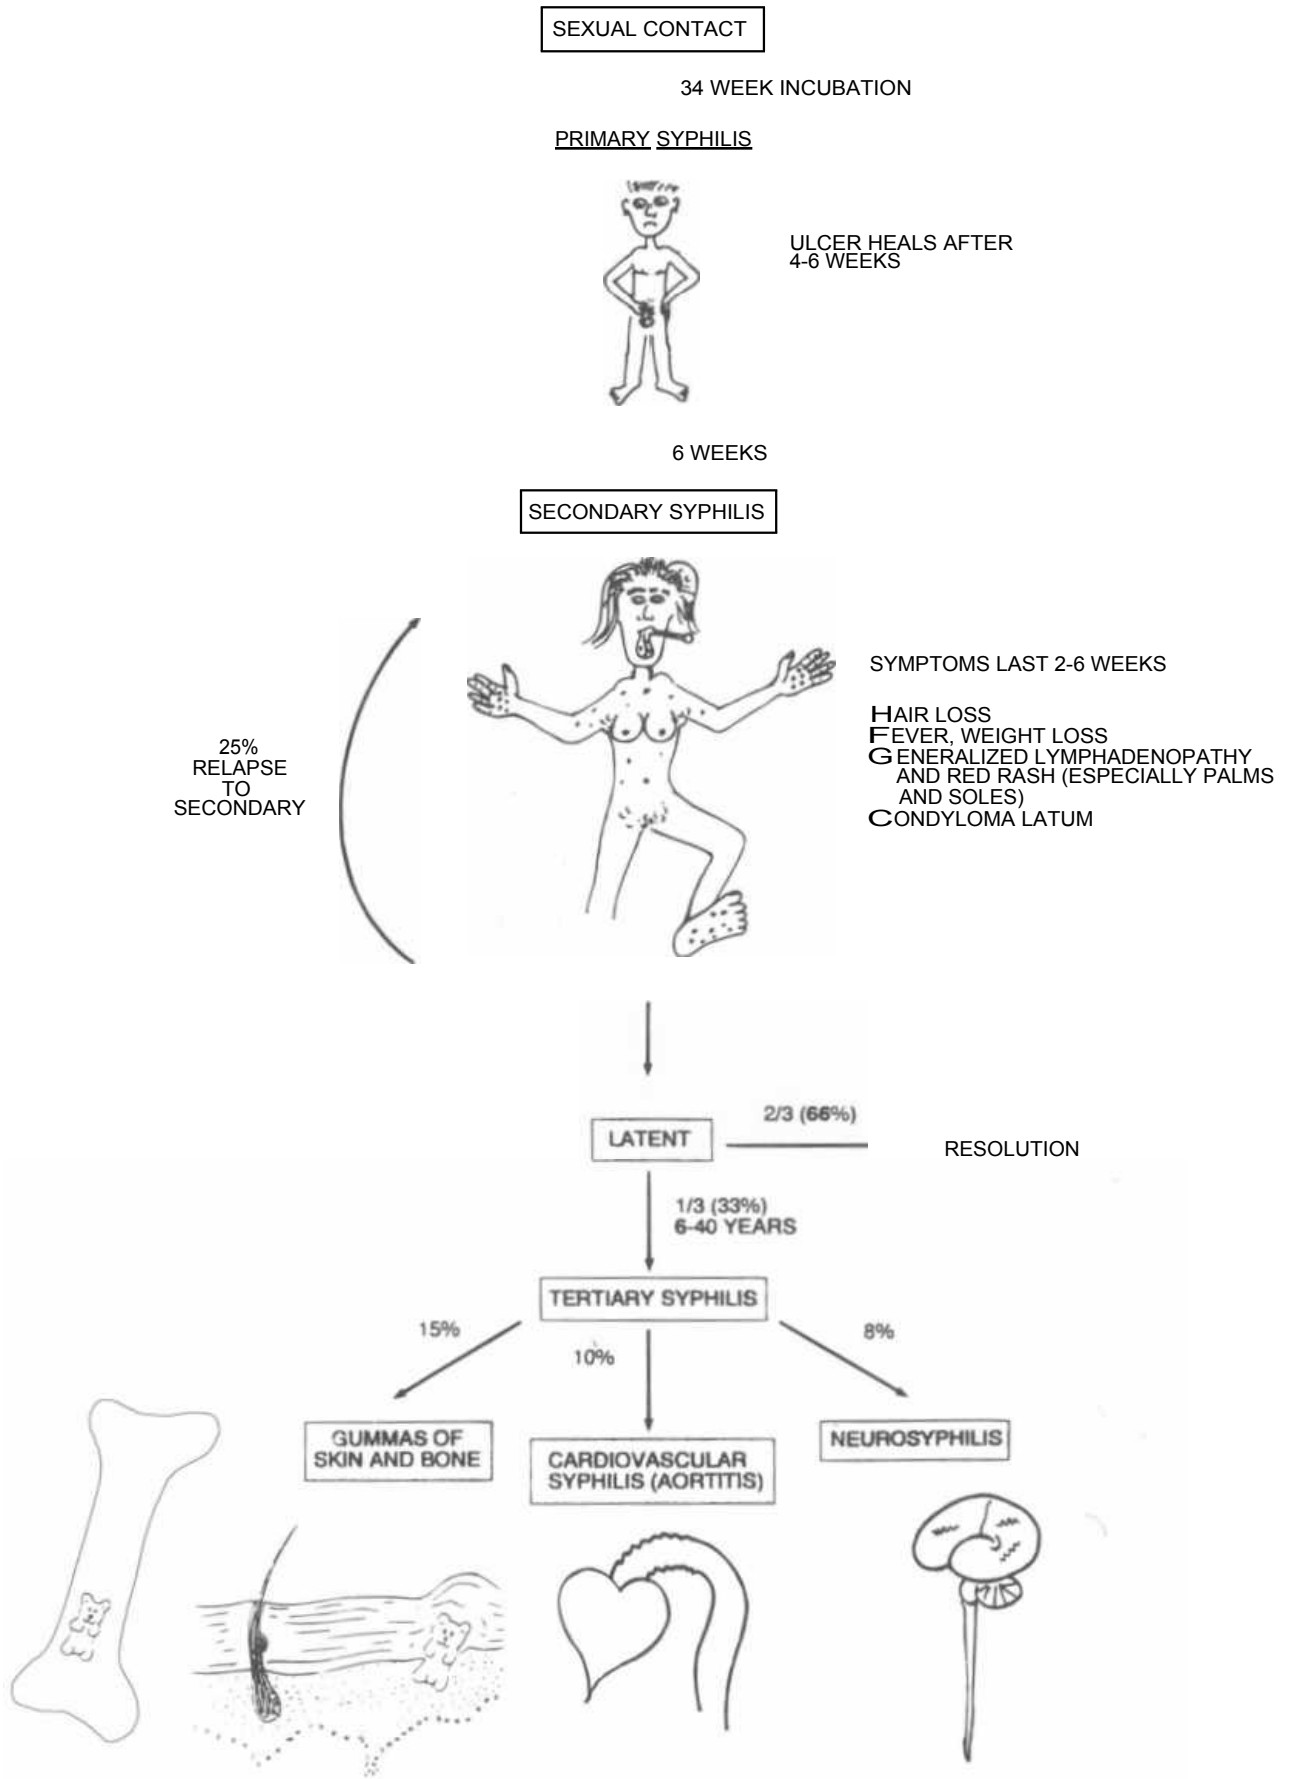 SEXUAL CONTACT
34 WEEK INCUBATION
PRIMARY SYPHILIS
ULCER HEALS AFTER
4-6 WEEKS
6 WEEKS
SECONDARY SYPHILIS
SYMPTOMS LAST 2-6 WEEKS
HAIR LOSS
FEVER, WEIGHT LOSS
GENERALIZED LYMPHADENOPATHY
AND RED RASH (ESPECIALLY PALMS
AND SOLES)
CONDYLOMA LATUM
25%
RELAPSE
TO
SECONDARY
2/3 (66%)
LATENT
RESOLUTION
1/3 (33%)
6-40 YEARS
TERTIARY SYPHILIS
15%
10%
8%
GUMMAS OF
SKIN AND BONE
CARDIOVASCULAR
SYPHILIS (AORTITIS)
NEUROSYPHILIS